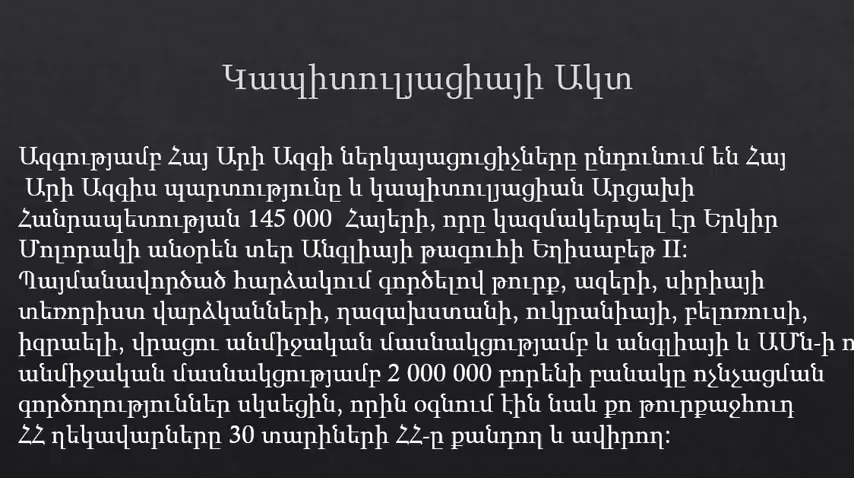 Կապիտուլյացիայի Ակտ
Ազգությամբ Հայ Արի Ազգի ներկայացուցիչները ընդունում են Հայ
Արի Ազգիս պարտությունը և կապիտուլյացիան Արցախի
Հանրապետության 145 000 Հայերի, որը կազմակերպել էր Երկիր
Մոլորակի անօրեն տեր Անգլիայի թագուհի Եղիսաբեթ II:
Պայմանավործած հարձակում գործելով թուրք, ազերի, սիրիայի
տեռորիստ վարձկանների, ղազախստանի, ուկրանիայի, բելոռուսի,
իզրաելի, վրացու անմիջական մասնակցությամբ և անգլիայի և ԱՄՆ-ի
անմիջական մասնակցությամբ 2 000 000 բորենի բանակը ոչնչացման
գործողություններ սկսեցին, որին օգնում էին նաև քո թուրքաջհուդ
ՀՀ ղեկավարները 30 տարիների ՀՀ-ը քանդող և ավիրող: